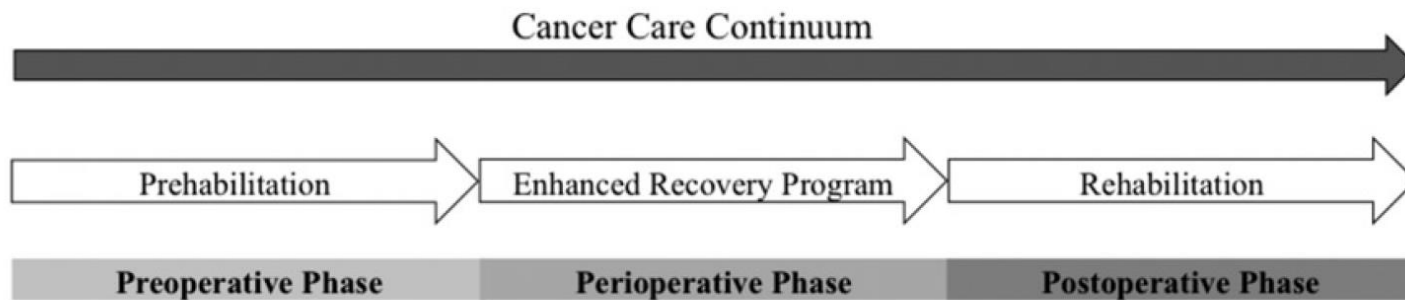 Cancer Care Continuum
Prehabilitation
Enhanced Recovery Program
Rehabilitation
Preoperative Phase
Perioperative Phase
Postoperative Phase